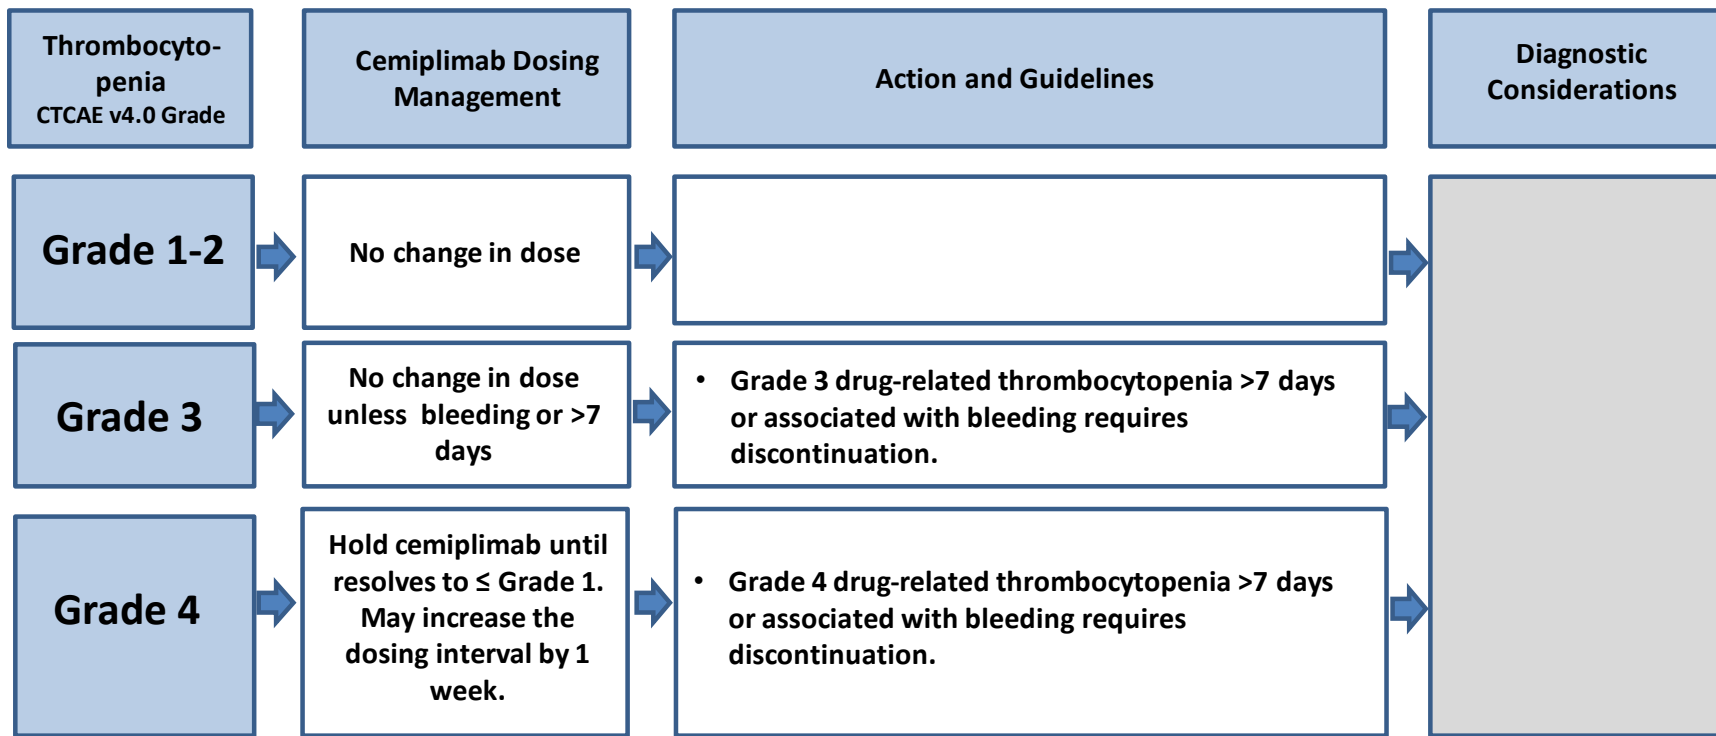 Thrombocyto-
penia
CTCAE v4.0 Grade
Cemiplimab Dosing
Management
Action and Guidelines
Diagnostic
Considerations
Grade 1-2
No change in dose
Grade 3
No change in dose
unless bleeding or >7
days
• Grade 3 drug-related thrombocytopenia >7 days
or associated with bleeding requires
discontinuation.
Grade 4
Hold cemiplimab until
resolves to ≤ Grade 1.
May increase the
dosing interval by 1
week.
• Grade 4 drug-related thrombocytopenia >7 days
or associated with bleeding requires
discontinuation.